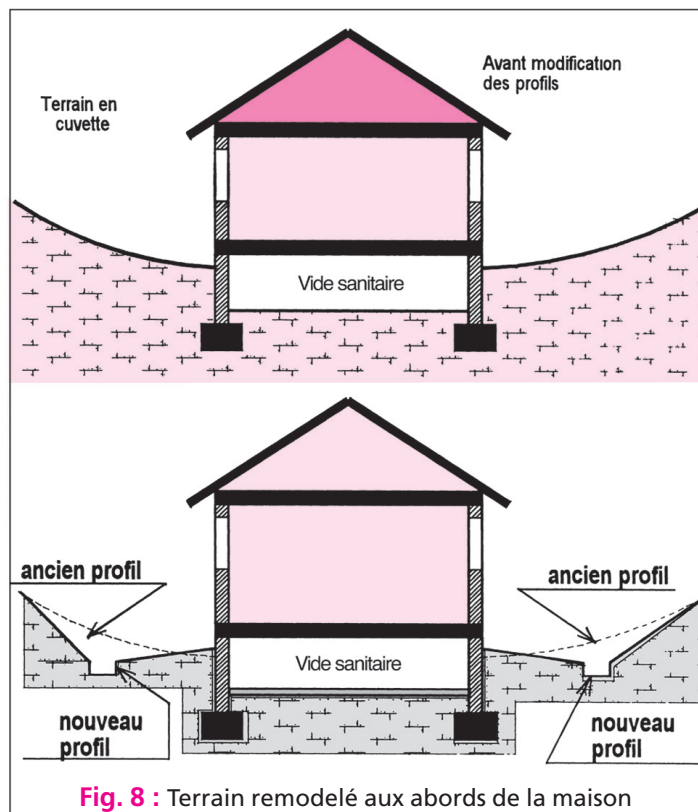 Terrain en
cuvette
Avant modification
des profils
Vide sanitaire
ancien profil
ancien profil
Vide sanitaire
nouveau
profil
nouveau
profil
Fig. 8 : Terrain remodelé aux abords de la maison